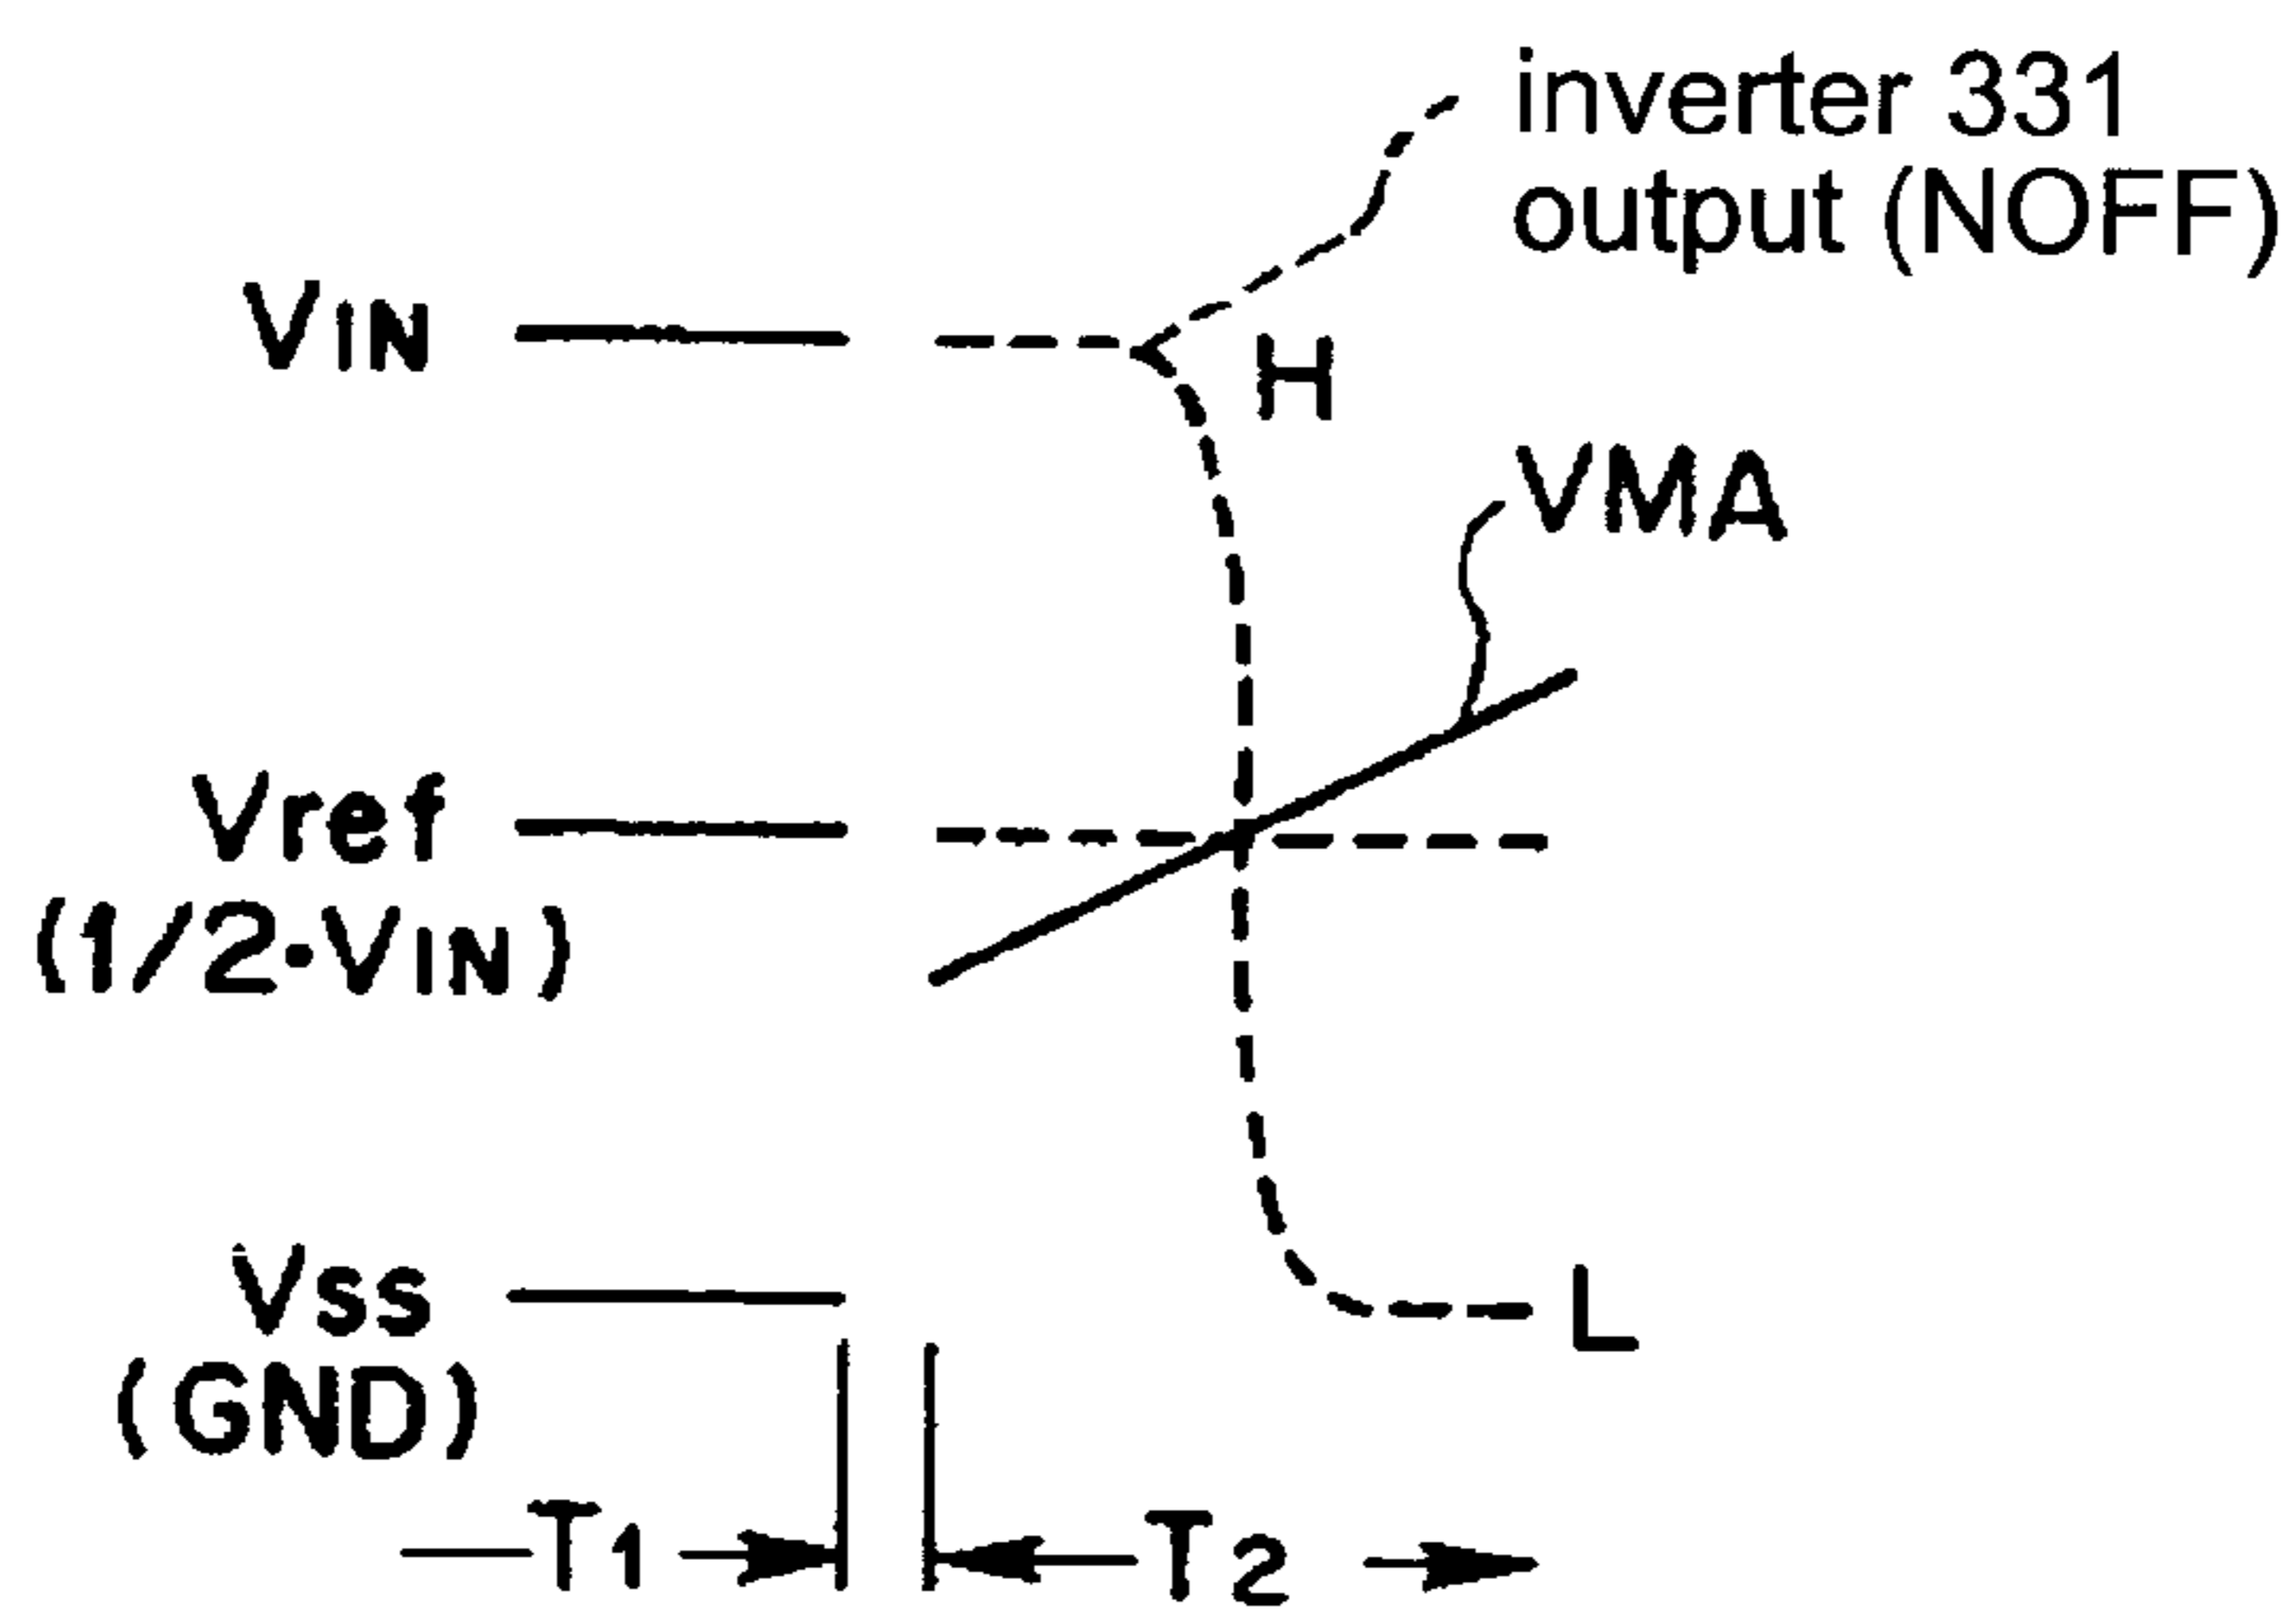 inverter 331
output (NOFF)
VIN
H
VMA
Vref
(1/2·VIN)
Vss
(GND)
L
T1
T2